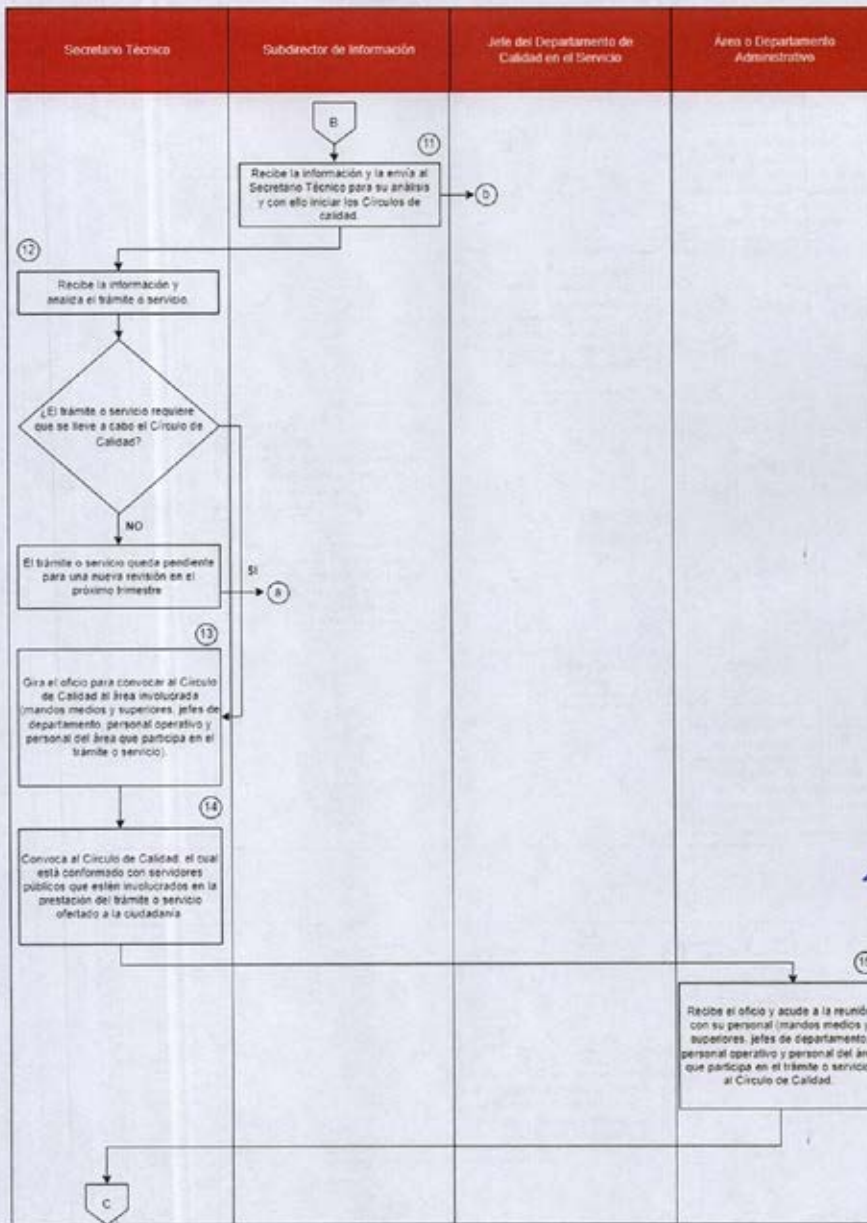 Secretario Técnico
Subdirector de Información
Jefe del Departamento de
Calidad en el Servicio
Área o Departamento
Administrativo
B
11
Recibe la información y la envía al
Secretario Técnico para su análisis
y con ello iniciar los Círculos de
calidad.
b
12
Recibe la información y
analiza el trámite o servicio.
¿El trámite o servicio requiere
que se lleve a cabo el Círculo de
Calidad?
NO
SI
El trámite o servicio queda pendiente
para una nueva revisión en el
próximo trimestre
a
13
Gira el oficio para convocar al Círculo
de Calidad al área involucrada
(mandos medios y superiores, jefes de
departamento, personal operativo y
personal del área que participa en el
trámite o servicio).
14
Convoca al Círculo de Calidad, el cual
está conformado con servidores
públicos que estén involucrados en la
prestación del trámite o servicio
ofertado a la ciudadanía
15
Recibe el oficio y acude a la reunión
con su personal (mandos medios y
superiores, jefes de departamento
personal operativo y personal del áre
que participa en el trámite o servicio
al Círculo de Calidad.
C